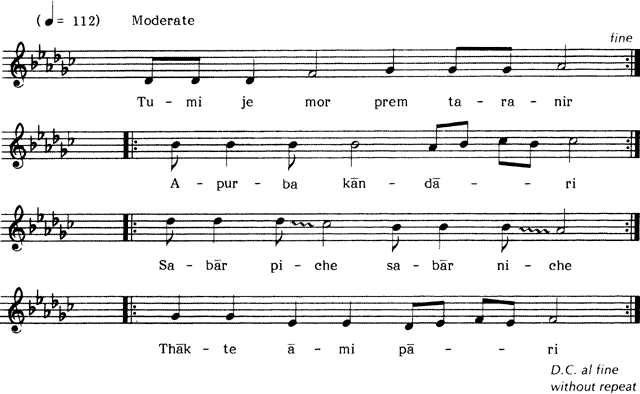 (♩ = 112) Moderate
fine
Tu - mi je mor prem ta - ra - nir
A - pur - ba kān - dā - - ri
Sa - bār pi - che sa - bār ni - che
Thāk - te ā - mi pā - - ri
D.C. al fine
without repeat